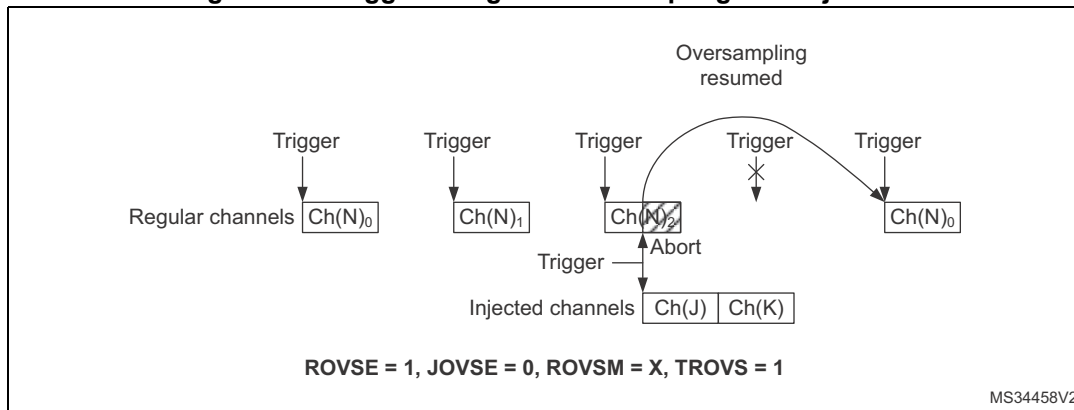 Oversampling
resumed
Trigger Trigger Trigger Trigger Trigger
Regular channels Ch(N)₀ Ch(N)₁ Ch(N)₂ Ch(N)₀
Abort
Trigger
Injected channels Ch(J) Ch(K)
ROVSE = 1, JOVSE = 0, ROVSM = X, TROVS = 1
MS34458V2